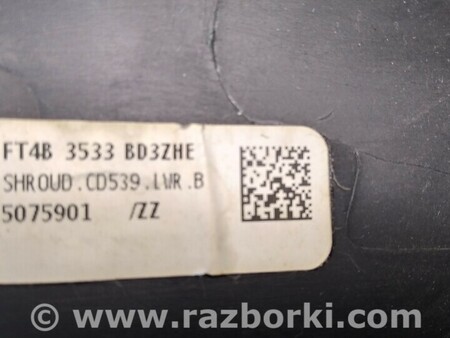 FT4B 3533 BD3ZHE
SHROUD.CD539.LWR.B
5075901 /ZZ
© www.razborki.com